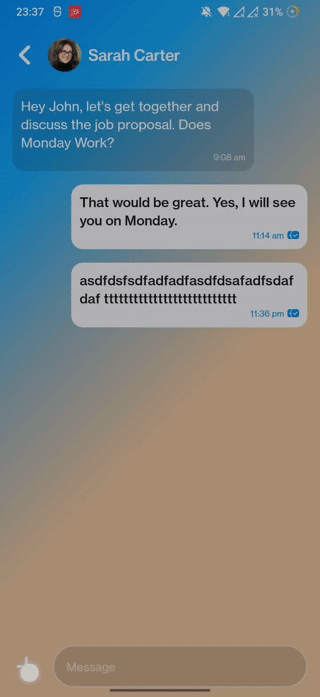 23:37 31%
Sarah Carter
Hey John, let's get together and
discuss the job proposal. Does
Monday Work?
9:08 am
That would be great. Yes, I will see
you on Monday.
11:14 am
asdfdsfsdfadfadfasdfdsafadfsdaf
daf ttttttttttttttttttttttttttt
11:36 pm
Message